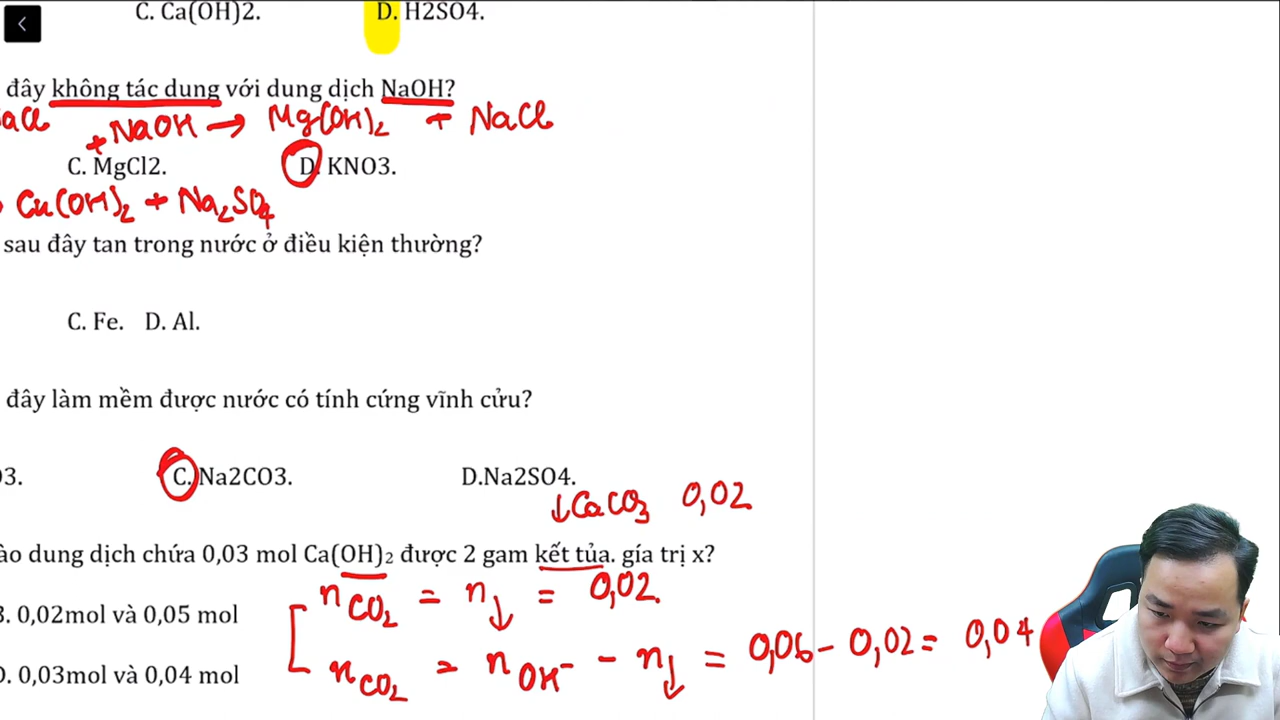 C. Ca(OH)2. D. H2SO4.
đây không tác dụng với dung dịch NaOH?
aCl + NaOH → Mg(OH)₂ + NaCl
C. MgCl2. D. KNO3.
Cu(OH)₂ + Na₂SO₄
sau đây tan trong nước ở điều kiện thường?
C. Fe. D. Al.
đây làm mềm được nước có tính cứng vĩnh cửu?
O3. C. Na2CO3. D.Na2SO4.
↓CaCO₃ 0,02
ào dung dịch chứa 0,03 mol Ca(OH)₂ được 2 gam kết tủa. gía trị x?
n CO₂ = n↓ = 0,02.
B. 0,02mol và 0,05 mol
n CO₂ = n OH⁻ - n↓ = 0,06 - 0,02 = 0,04
D. 0,03mol và 0,04 mol